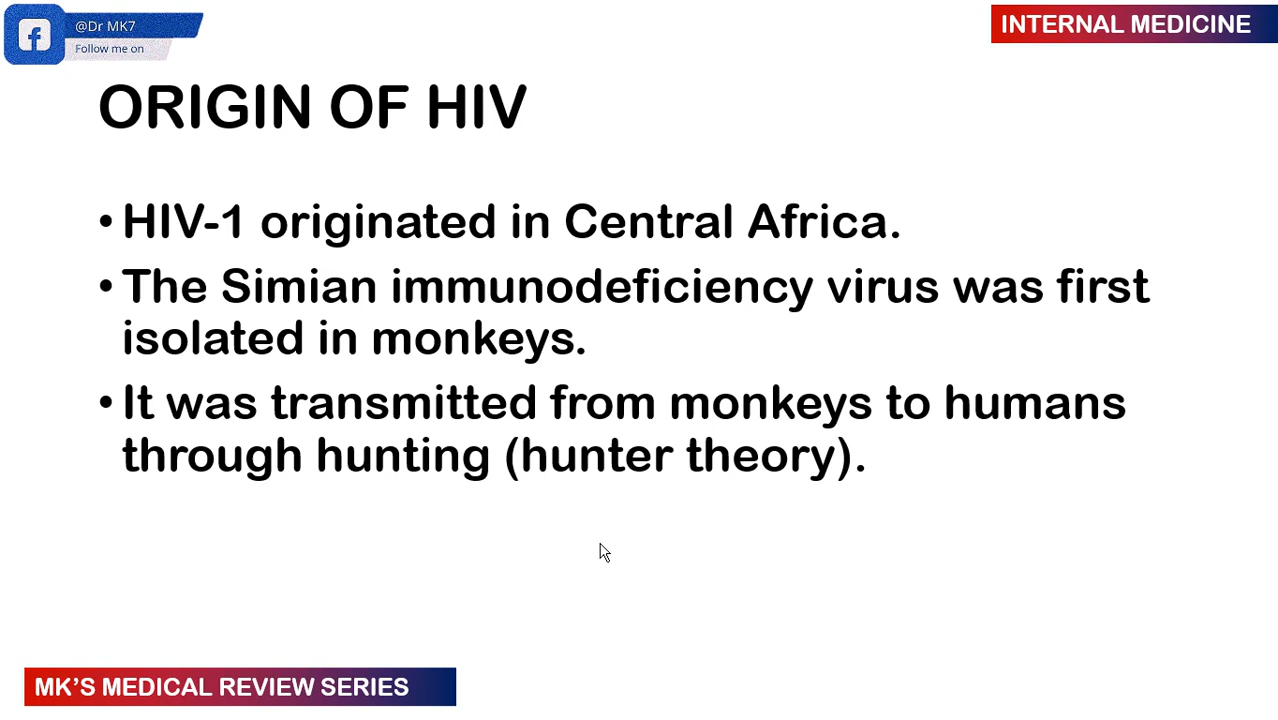 @Dr MK7
Follow me on
INTERNAL MEDICINE
ORIGIN OF HIV
• HIV-1 originated in Central Africa.
• The Simian immunodeficiency virus was first
isolated in monkeys.
• It was transmitted from monkeys to humans
through hunting (hunter theory).
MK’S MEDICAL REVIEW SERIES